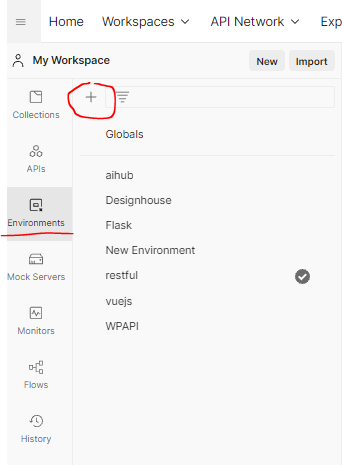 Home Workspaces API Network Exp
My Workspace New Import
Collections
APIs
Environments
Mock Servers
Monitors
Flows
History
Globals
aihub
Designhouse
Flask
New Environment
restful
vuejs
WPAPI